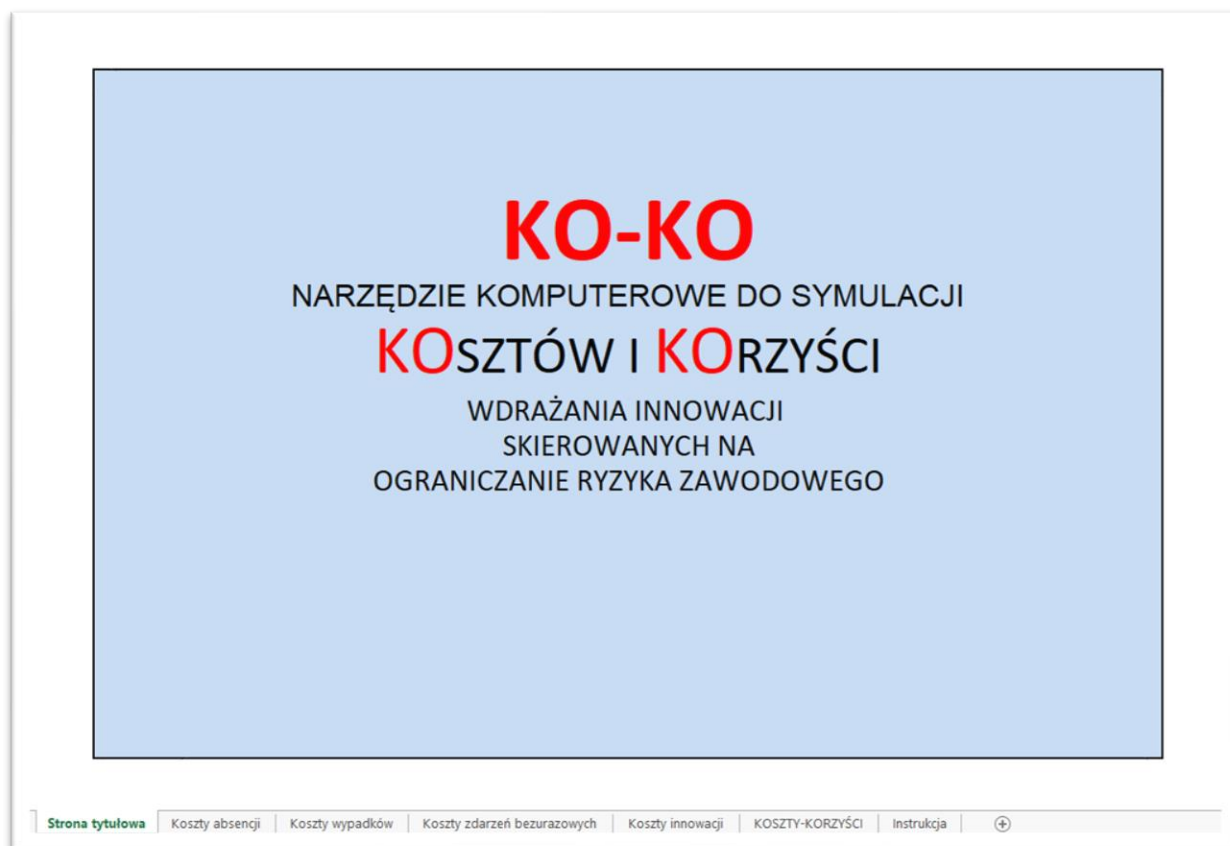 KO-KO
NARZĘDZIE KOMPUTEROWE DO SYMULACJI
KOSZTÓW I KORZYŚCI
WDRAŻANIA INNOWACJI
SKIEROWANYCH NA
OGRANICZANIE RYZYKA ZAWODOWEGO
Strona tytułowa Koszty absencji Koszty wypadków Koszty zdarzeń bezurazowych Koszty innowacji KOSZTY-KORZYŚCI Instrukcja